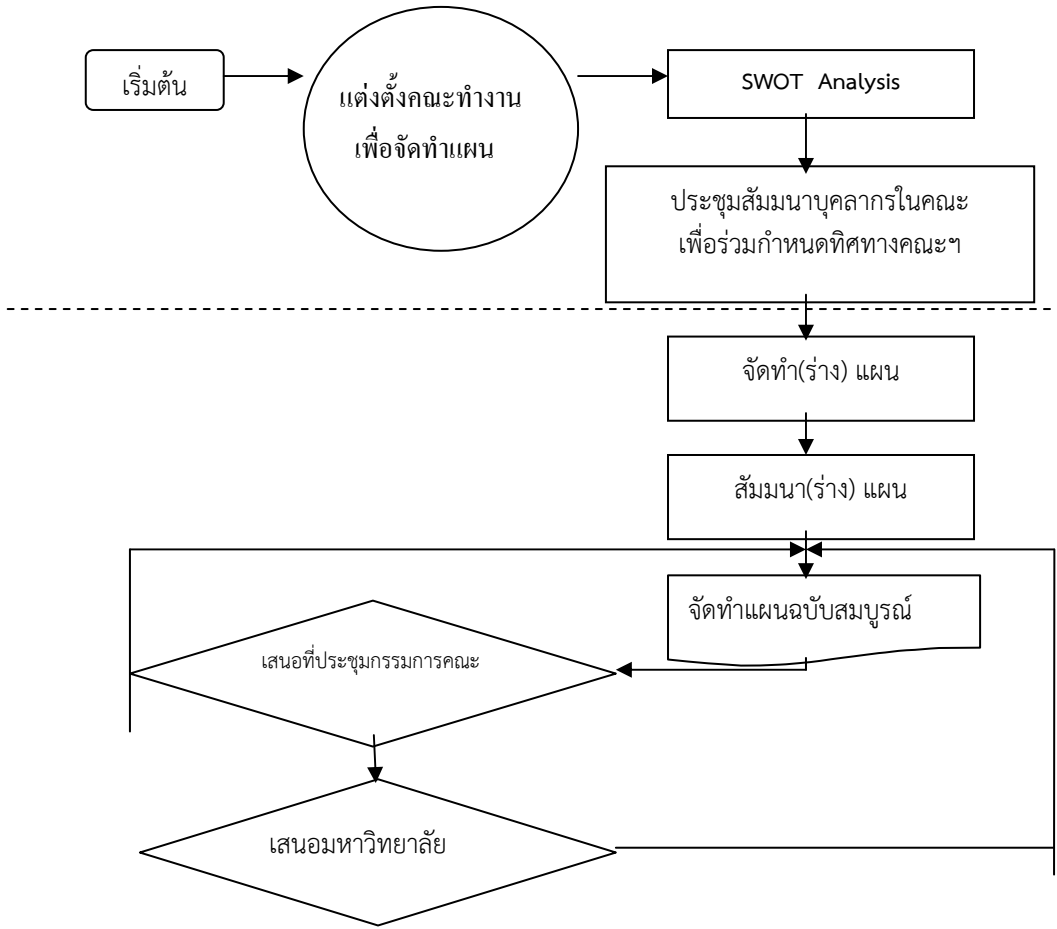 เริ่มต้น
แต่งตั้งคณะทำงาน
เพื่อจัดทำแผน
SWOT Analysis
ประชุมสัมมนาบุคลากรในคณะ
เพื่อร่วมกำหนดทิศทางคณะฯ
จัดทำ(ร่าง) แผน
สัมมนา(ร่าง) แผน
จัดทำแผนฉบับสมบูรณ์
เสนอที่ประชุมกรรมการคณะ
เสนอมหาวิทยาลัย